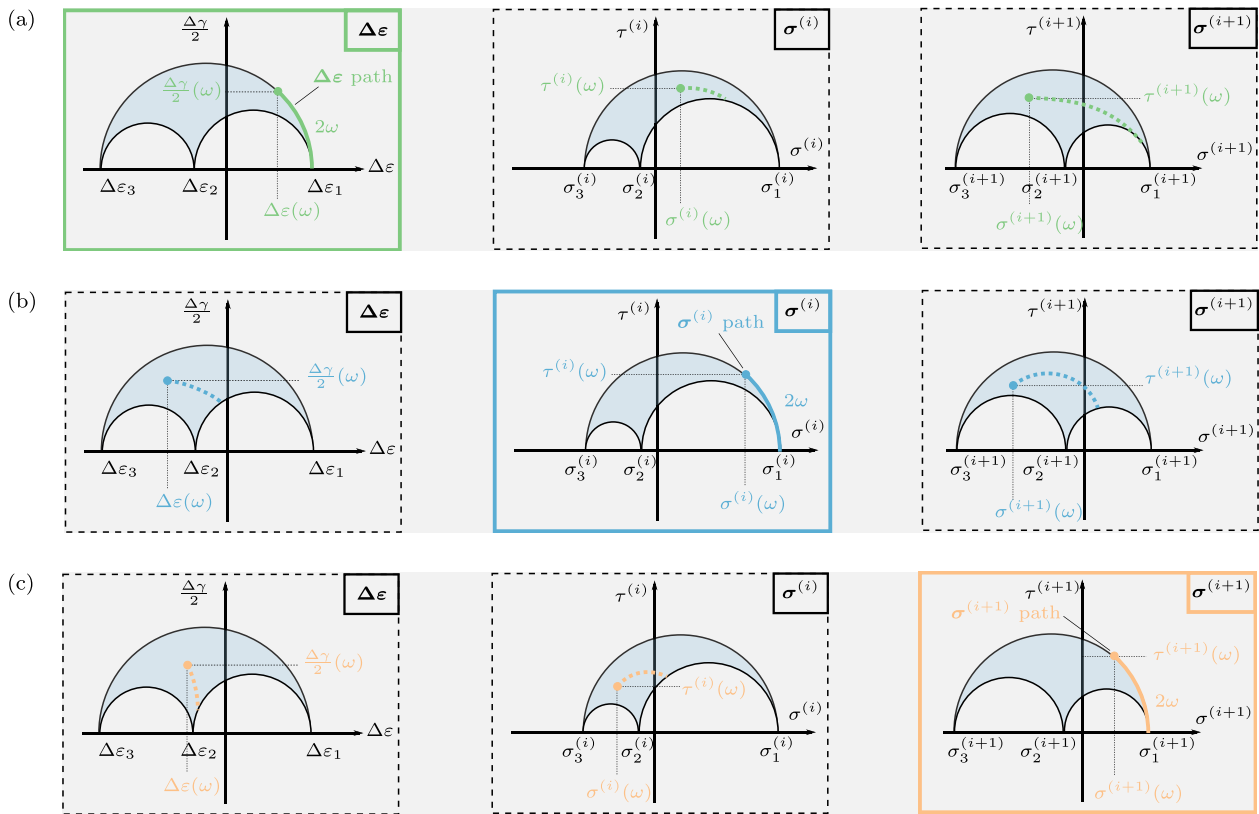 (a)
Δγ/2
Δε
τ^(i)
σ^(i)
τ^(i+1)
σ^(i+1)
Δγ/2(ω)
Δε path
2ω
Δε
Δε₃
Δε₂
Δε₁
Δε(ω)
τ^(i)(ω)
σ^(i)
σ₃^(i)
σ₂^(i)
σ₁^(i)
σ^(i)(ω)
τ^(i+1)(ω)
σ^(i+1)
σ₃^(i+1)
σ₂^(i+1)
σ₁^(i+1)
σ^(i+1)(ω)
(b)
Δγ/2
Δε
τ^(i)
σ^(i)
τ^(i+1)
σ^(i+1)
Δγ/2(ω)
Δε
Δε₃
Δε₂
Δε₁
Δε(ω)
σ^(i) path
τ^(i)(ω)
2ω
σ^(i)
σ₃^(i)
σ₂^(i)
σ₁^(i)
σ^(i)(ω)
τ^(i+1)(ω)
σ^(i+1)
σ₃^(i+1)
σ₂^(i+1)
σ₁^(i+1)
σ^(i+1)(ω)
(c)
Δγ/2
Δε
τ^(i)
σ^(i)
τ^(i+1)
σ^(i+1)
Δγ/2(ω)
Δε
Δε₃
Δε₂
Δε₁
Δε(ω)
τ^(i)(ω)
σ^(i)
σ₃^(i)
σ₂^(i)
σ₁^(i)
σ^(i)(ω)
σ^(i+1) path
τ^(i+1)(ω)
2ω
σ^(i+1)
σ₃^(i+1)
σ₂^(i+1)
σ₁^(i+1)
σ^(i+1)(ω)